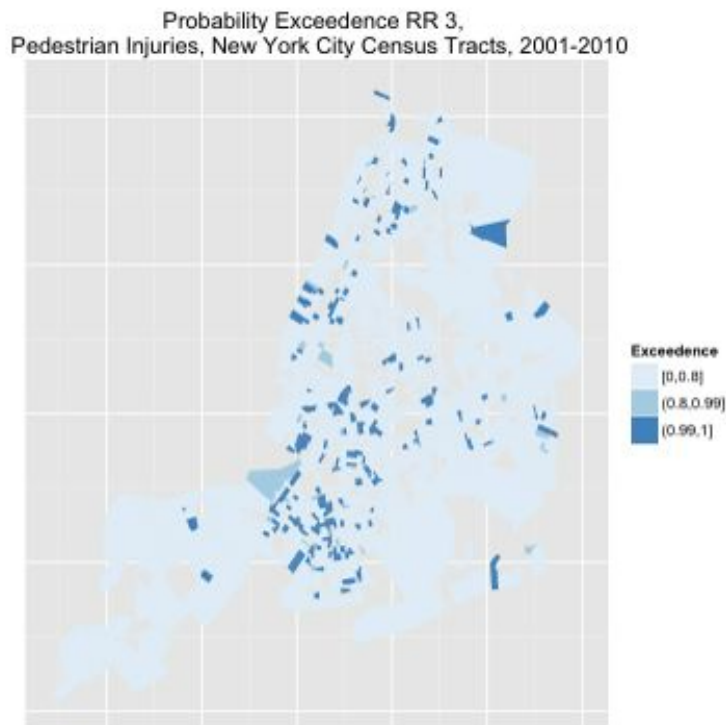 Probability Exceedence RR 3,
Pedestrian Injuries, New York City Census Tracts, 2001-2010
Exceedence
[0,0.8]
(0.8,0.99]
(0.99,1]